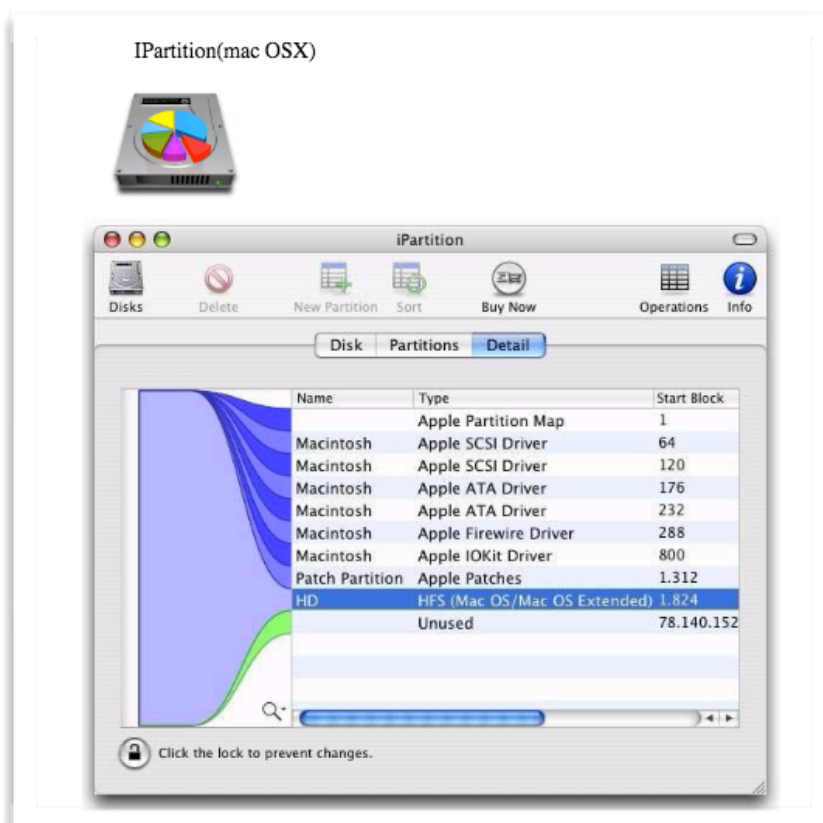 IPartition(mac OSX)
iPartition
Disks Delete New Partition Sort Buy Now Operations Info
Disk Partitions Detail
Name Type Start Block
Apple Partition Map 1
Macintosh Apple SCSI Driver 64
Macintosh Apple SCSI Driver 120
Macintosh Apple ATA Driver 176
Macintosh Apple ATA Driver 232
Macintosh Apple Firewire Driver 288
Macintosh Apple IOKit Driver 800
Patch Partition Apple Patches 1.312
HD HFS (Mac OS/Mac OS Extended) 1.824
Unused 78.140.152
Click the lock to prevent changes.